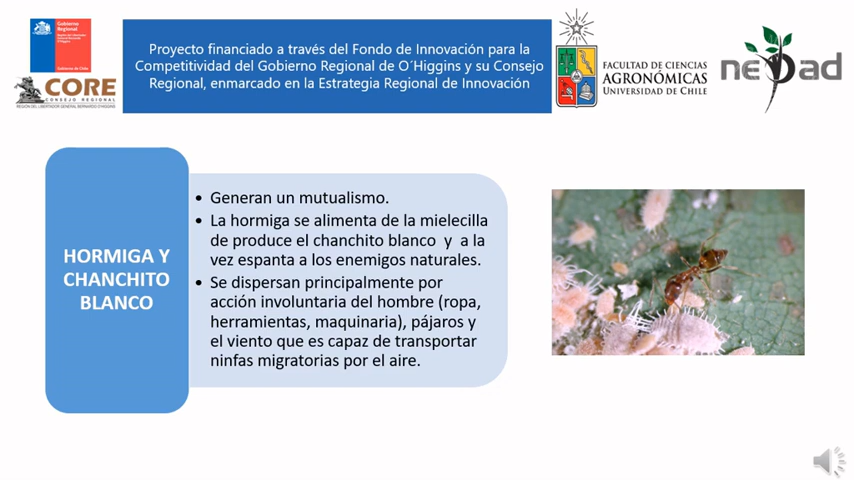 Gobierno
Regional
Gobierno de Chile
CORE
CONSEJO REGIONAL
REGIÓN DEL LIBERTADOR GENERAL BERNARDO O'HIGGINS
Proyecto financiado a través del Fondo de Innovación para la
Competitividad del Gobierno Regional de O´Higgins y su Consejo
Regional, enmarcado en la Estrategia Regional de Innovación
FACULTAD DE CIENCIAS
AGRONÓMICAS
UNIVERSIDAD DE CHILE
HORMIGA Y
CHANCHITO
BLANCO
• Generan un mutualismo.
• La hormiga se alimenta de la mielecilla
de produce el chanchito blanco y a la
vez espanta a los enemigos naturales.
• Se dispersan principalmente por
acción involuntaria del hombre (ropa,
herramientas, maquinaria), pájaros y
el viento que es capaz de transportar
ninfas migratorias por el aire.